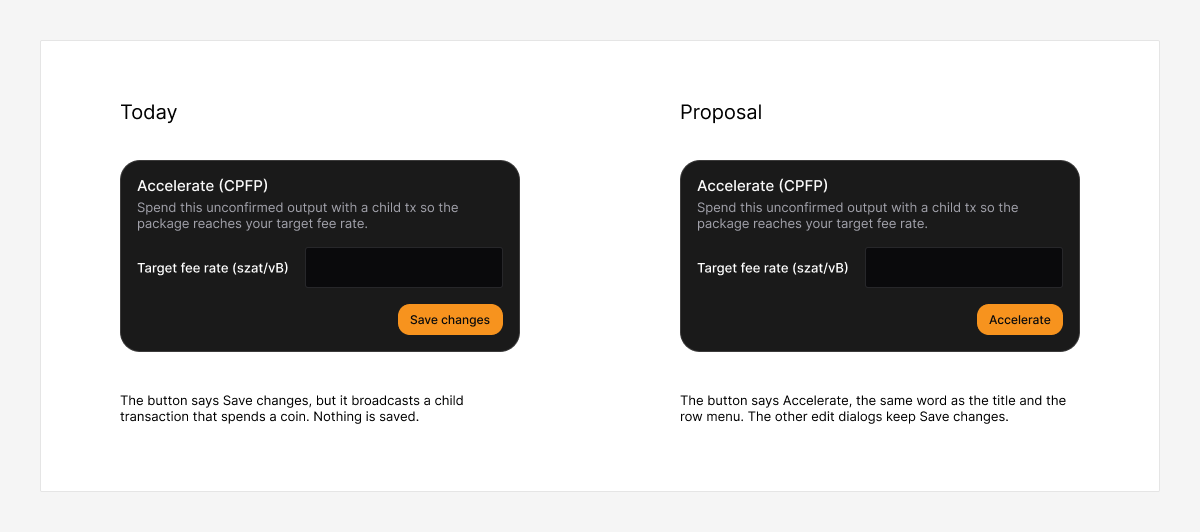 Today
Accelerate (CPFP)
Spend this unconfirmed output with a child tx so the
package reaches your target fee rate.
Target fee rate (szat/vB)
Save changes
The button says Save changes, but it broadcasts a child
transaction that spends a coin. Nothing is saved.
Proposal
Accelerate (CPFP)
Spend this unconfirmed output with a child tx so the
package reaches your target fee rate.
Target fee rate (szat/vB)
Accelerate
The button says Accelerate, the same word as the title and the
row menu. The other edit dialogs keep Save changes.